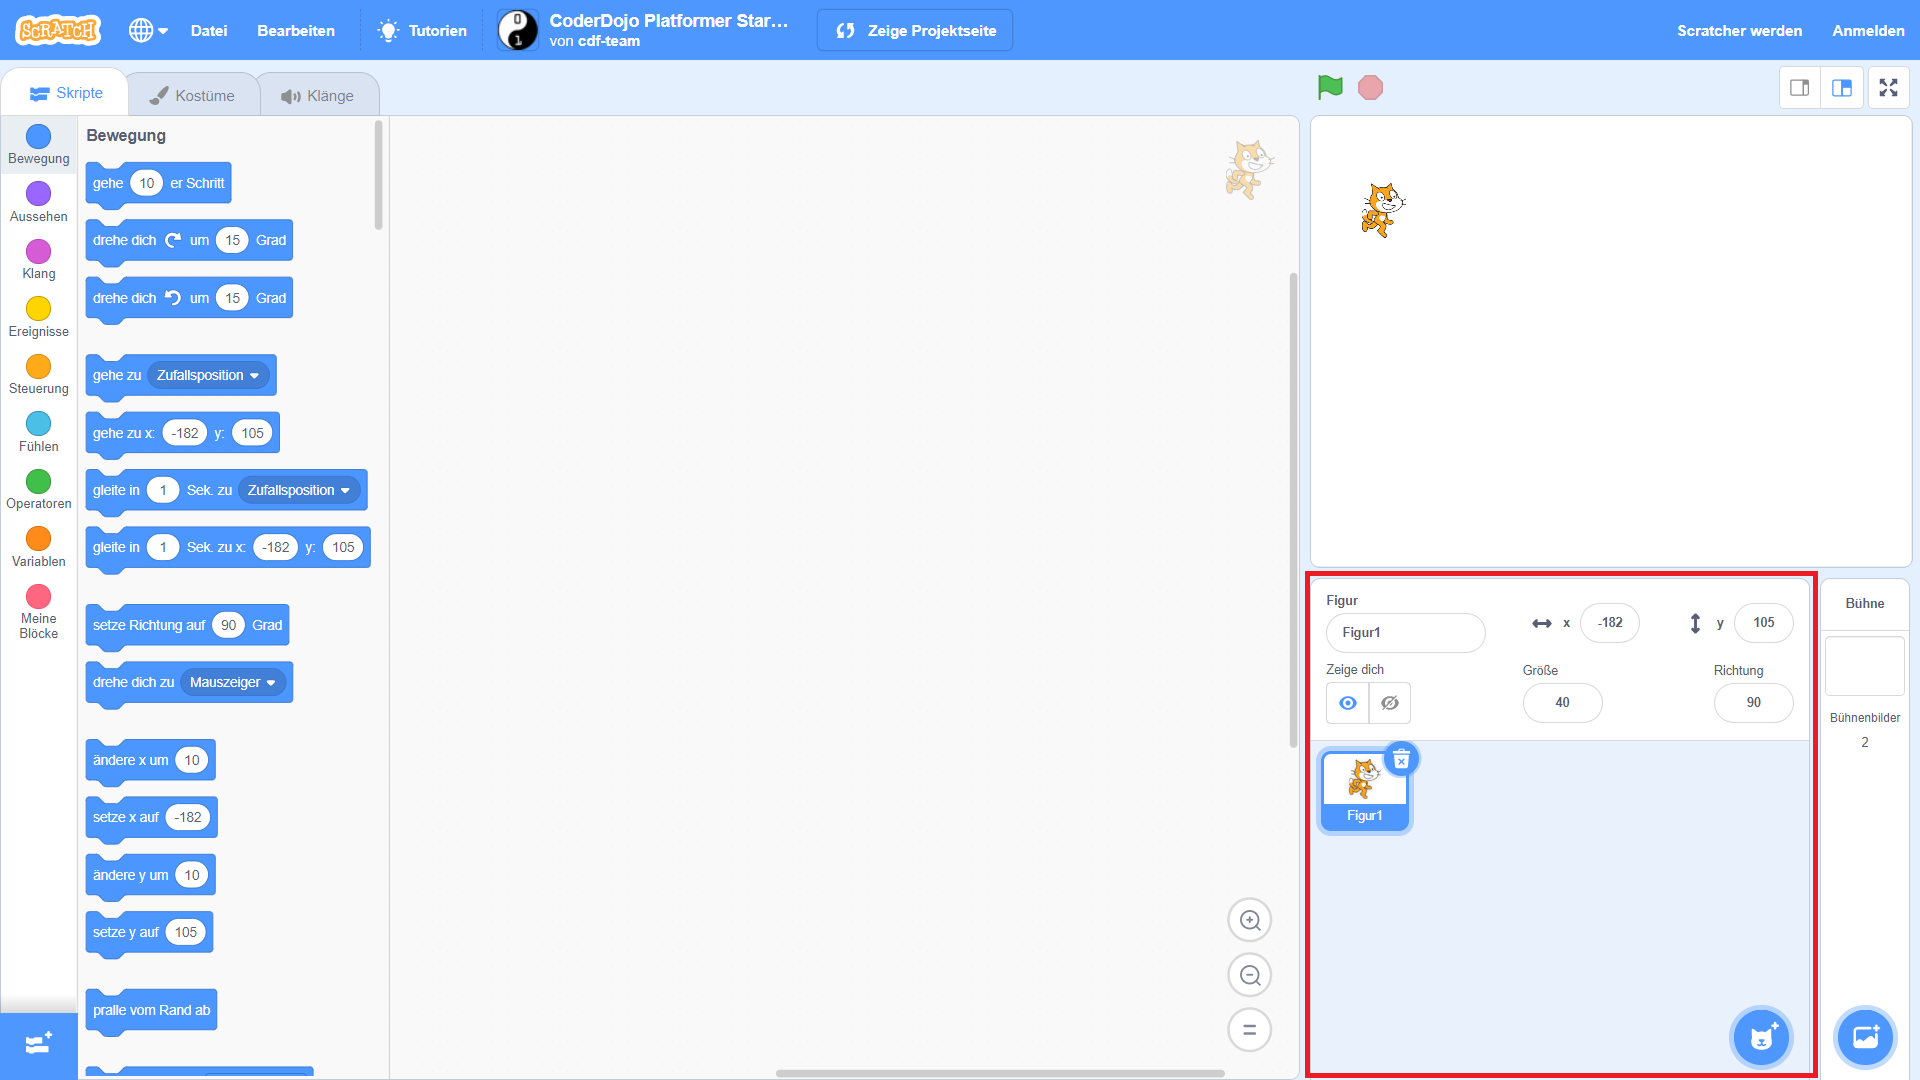 SCRATCH
Datei
Bearbeiten
Tutorien
0
1
CoderDojo Platformer Star...
von cdf-team
Zeige Projektseite
Scratcher werden
Anmelden
Skripte
Kostüme
Klänge
Bewegung
Aussehen
Klang
Ereignisse
Steuerung
Fühlen
Operatoren
Variablen
Meine
Blöcke
Bewegung
gehe 10 er Schritt
drehe dich um 15 Grad
drehe dich um 15 Grad
gehe zu Zufallsposition
gehe zu x: -182 y: 105
gleite in 1 Sek. zu Zufallsposition
gleite in 1 Sek. zu x: -182 y: 105
setze Richtung auf 90 Grad
drehe dich zu Mauszeiger
ändere x um 10
setze x auf -182
ändere y um 10
setze y auf 105
pralle vom Rand ab
Figur
Figur1
x -182
y 105
Zeige dich
Größe
40
Richtung
90
Figur1
Bühne
Bühnenbilder
2